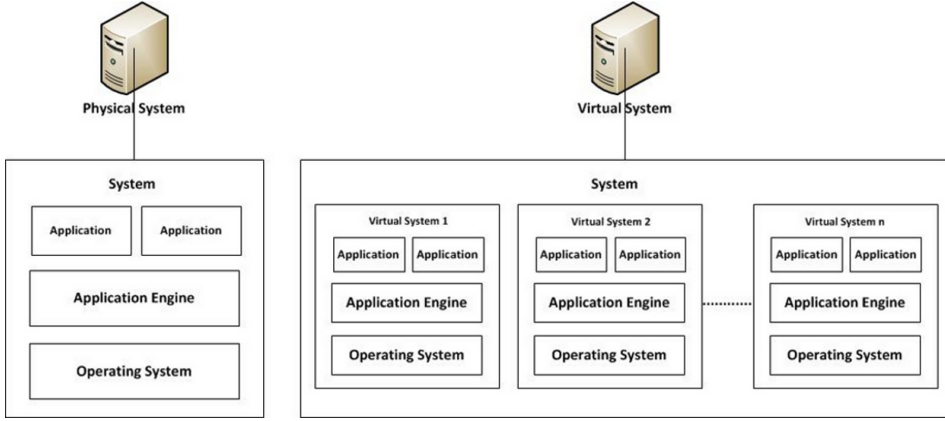 Physical System
System
Application Application
Application Engine
Operating System
Virtual System
System
Virtual System 1
Application Application
Application Engine
Operating System
Virtual System 2
Application Application
Application Engine
Operating System
Virtual System n
Application Application
Application Engine
Operating System